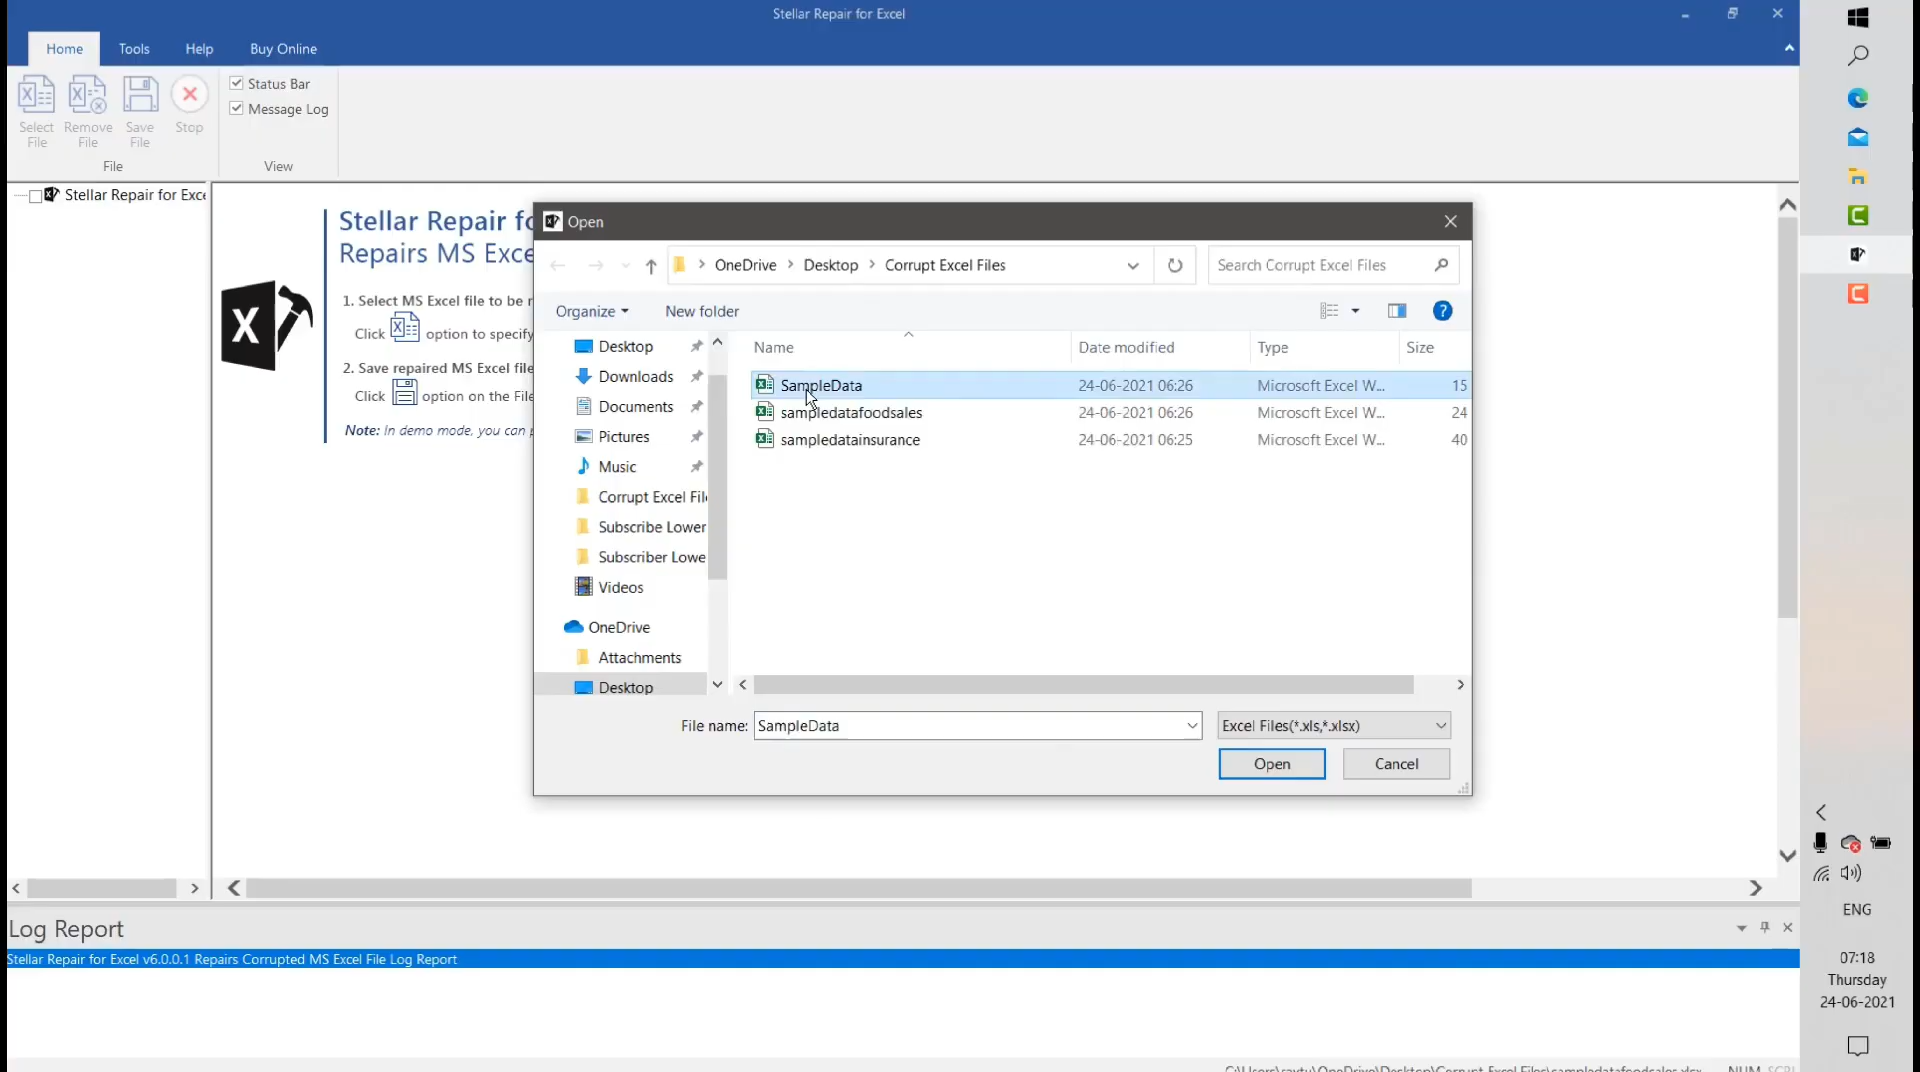 Stellar Repair for Excel
Home
Tools
Help
Buy Online
Select File
Remove File
Save File
Stop
Status Bar
Message Log
File
View
Stellar Repair for Exce
Stellar Repair fo
Repairs MS Exce
1. Select MS Excel file to be r
Click option to specify
2. Save repaired MS Excel file
Click option on the File
Note: In demo mode, you can p
Open
OneDrive
Desktop
Corrupt Excel Files
Search Corrupt Excel Files
Organize
New folder
Name
Date modified
Type
Size
Desktop
Downloads
Documents
Pictures
Music
Corrupt Excel File
Subscribe Lower
Subscriber Lowe
Videos
OneDrive
Attachments
Desktop
SampleData 24-06-2021 06:26 Microsoft Excel W... 15
sampledatafoodsales 24-06-2021 06:26 Microsoft Excel W... 24
sampledatainsurance 24-06-2021 06:25 Microsoft Excel W... 40
File name: SampleData
Excel Files(*.xls,*.xlsx)
Open
Cancel
Log Report
Stellar Repair for Excel v6.0.0.1 Repairs Corrupted MS Excel File Log Report
ENG
07:18
Thursday
24-06-2021
NUM SCRL